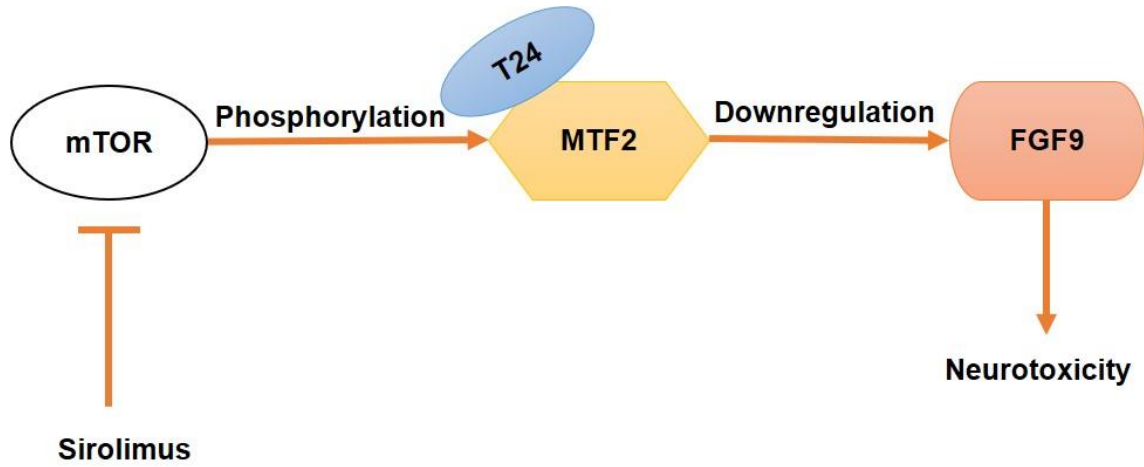 T24
Phosphorylation
Downregulation
mTOR
MTF2
FGF9
Neurotoxicity
Sirolimus